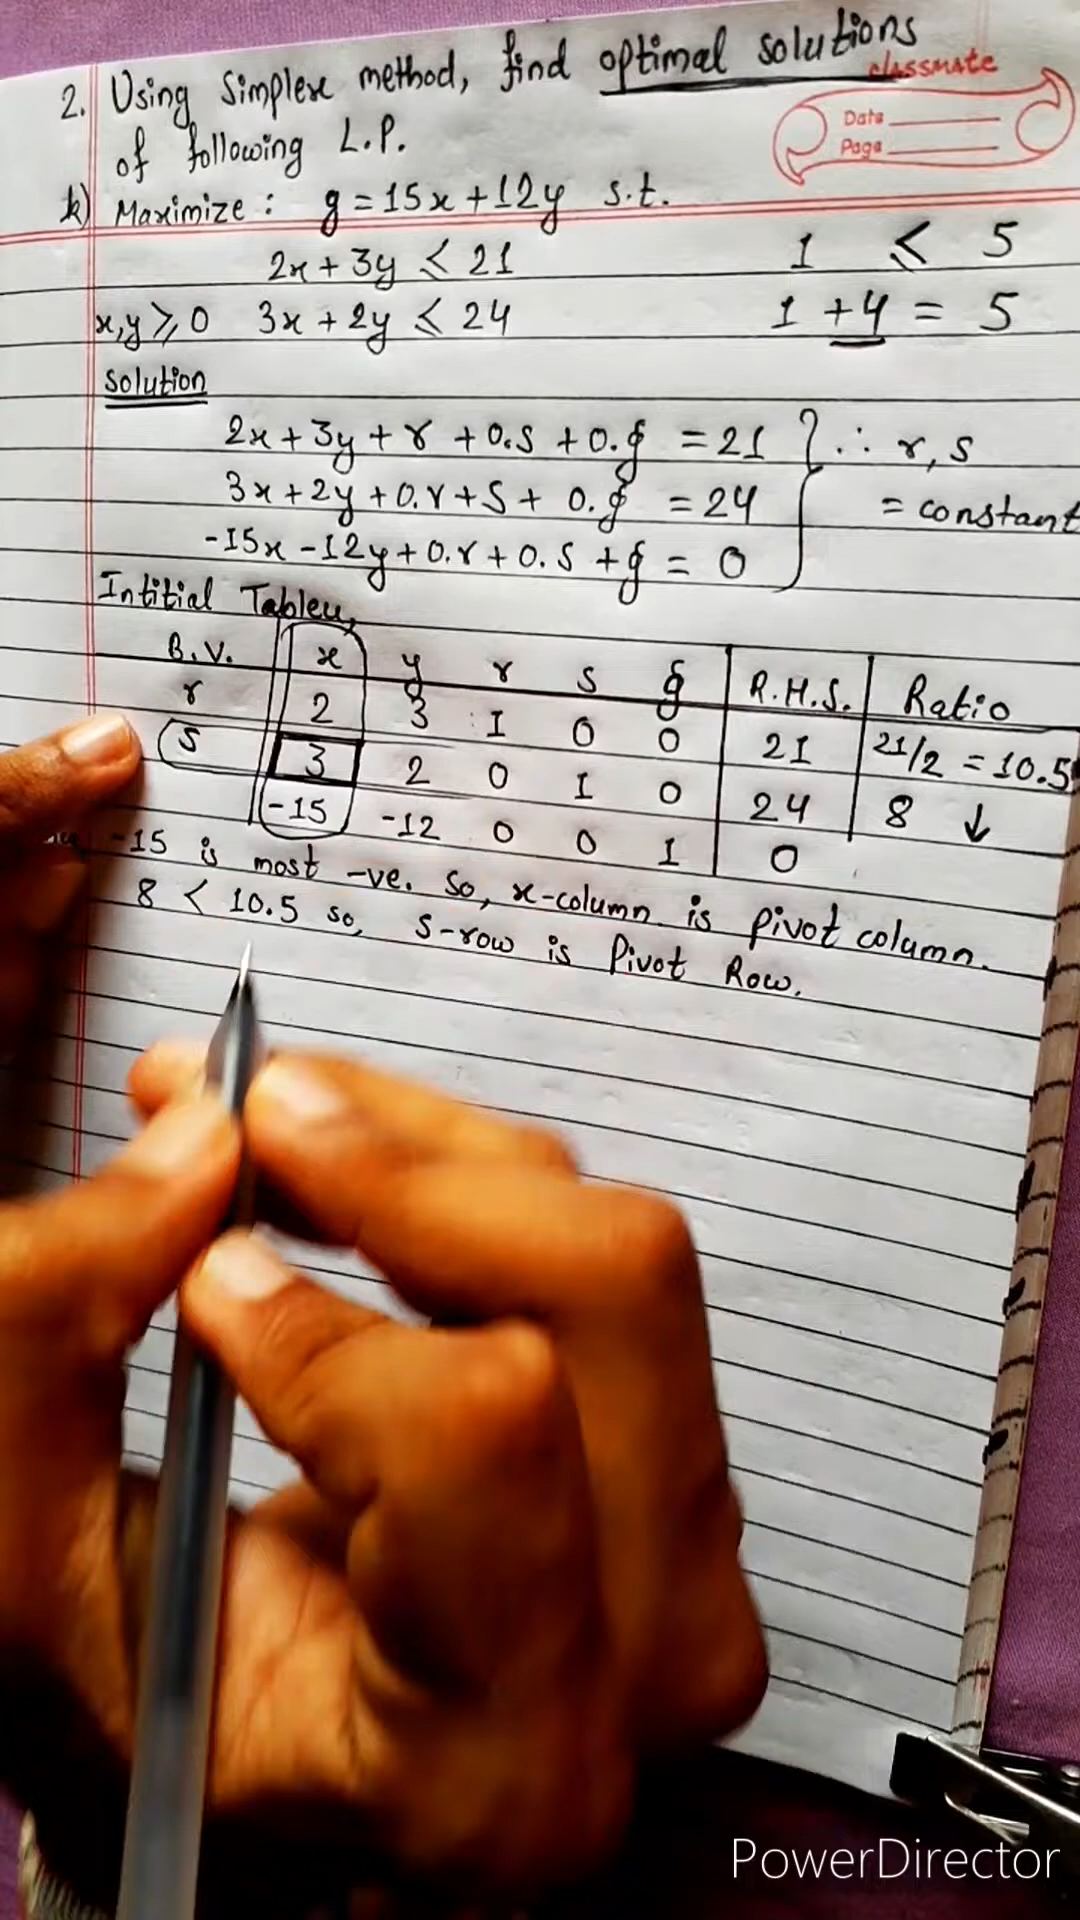 2. Using Simplex method, find optimal solutions
classmate
Date
Page
of following L.P.
k) Maximize : f = 15x + 12y s.t.
2x + 3y ≤ 21
1 ≤ 5
x, y ≥ 0 3x + 2y ≤ 24
1 + 4 = 5
Solution
2x + 3y + r + 0.s + 0.f = 21 } ∴ r, s
3x + 2y + 0.r + s + 0.f = 24 = constant
-15x - 12y + 0.r + 0.s + f = 0
Intitial Tableu,
B.V. x y r s f R.H.S. Ratio
r 2 3 1 0 0 21 21/2 = 10.5
s 3 2 0 1 0 24 8 ↓
-15 -12 0 0 1 0
-15 is most -ve. So, x-column is pivot column.
8 < 10.5 so, s-row is Pivot Row.
PowerDirector